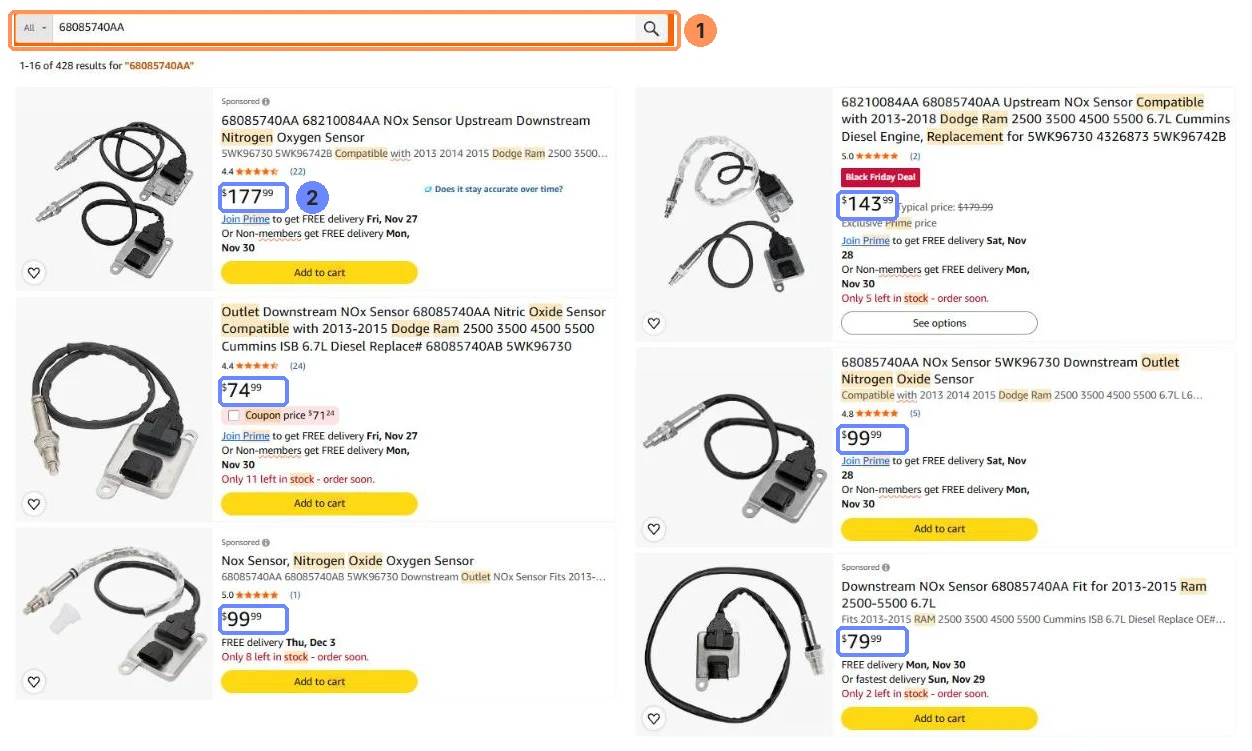 All
68085740AA
1
1-16 of 428 results for "68085740AA"
Sponsored
68085740AA 68210084AA NOx Sensor Upstream Downstream
Nitrogen Oxygen Sensor
5WK96730 5WK96742B Compatible with 2013 2014 2015 Dodge Ram 2500 3500...
4.4 (22)
$177 99
2
Does it stay accurate over time?
Join Prime to get FREE delivery Fri, Nov 27
Or Non-members get FREE delivery Mon,
Nov 30
Add to cart
Outlet Downstream NOx Sensor 68085740AA Nitric Oxide Sensor
Compatible with 2013-2015 Dodge Ram 2500 3500 4500 5500
Cummins ISB 6.7L Diesel Replace# 68085740AB 5WK96730
4.4 (24)
$74 99
Coupon price $71 24
Join Prime to get FREE delivery Fri, Nov 27
Or Non-members get FREE delivery Mon,
Nov 30
Only 11 left in stock - order soon.
Add to cart
Sponsored
Nox Sensor, Nitrogen Oxide Oxygen Sensor
68085740AA 68085740AB 5WK96730 Downstream Outlet NOx Sensor Fits 2013-...
5.0 (1)
$99 99
FREE delivery Thu, Dec 3
Only 8 left in stock - order soon.
Add to cart
68210084AA 68085740AA Upstream NOx Sensor Compatible
with 2013-2018 Dodge Ram 2500 3500 4500 5500 6.7L Cummins
Diesel Engine, Replacement for 5WK96730 4326873 5WK96742B
5.0 (2)
Black Friday Deal
$143 99 Typical price: $179.99
Exclusive Prime price
Join Prime to get FREE delivery Sat, Nov
28
Or Non-members get FREE delivery Mon,
Nov 30
Only 5 left in stock - order soon.
See options
68085740AA NOx Sensor 5WK96730 Downstream Outlet
Nitrogen Oxide Sensor
Compatible with 2013 2014 2015 Dodge Ram 2500 3500 4500 5500 6.7L L6...
4.8 (5)
$99 99
Join Prime to get FREE delivery Sat, Nov
28
Or Non-members get FREE delivery Mon,
Nov 30
Add to cart
Sponsored
Downstream NOx Sensor 68085740AA Fit for 2013-2015 Ram
2500-5500 6.7L
Fits 2013-2015 RAM 2500 3500 4500 5500 Cummins ISB 6.7L Diesel Replace OE#...
$79 99
FREE delivery Mon, Nov 30
Or fastest delivery Sun, Nov 29
Only 2 left in stock - order soon.
Add to cart